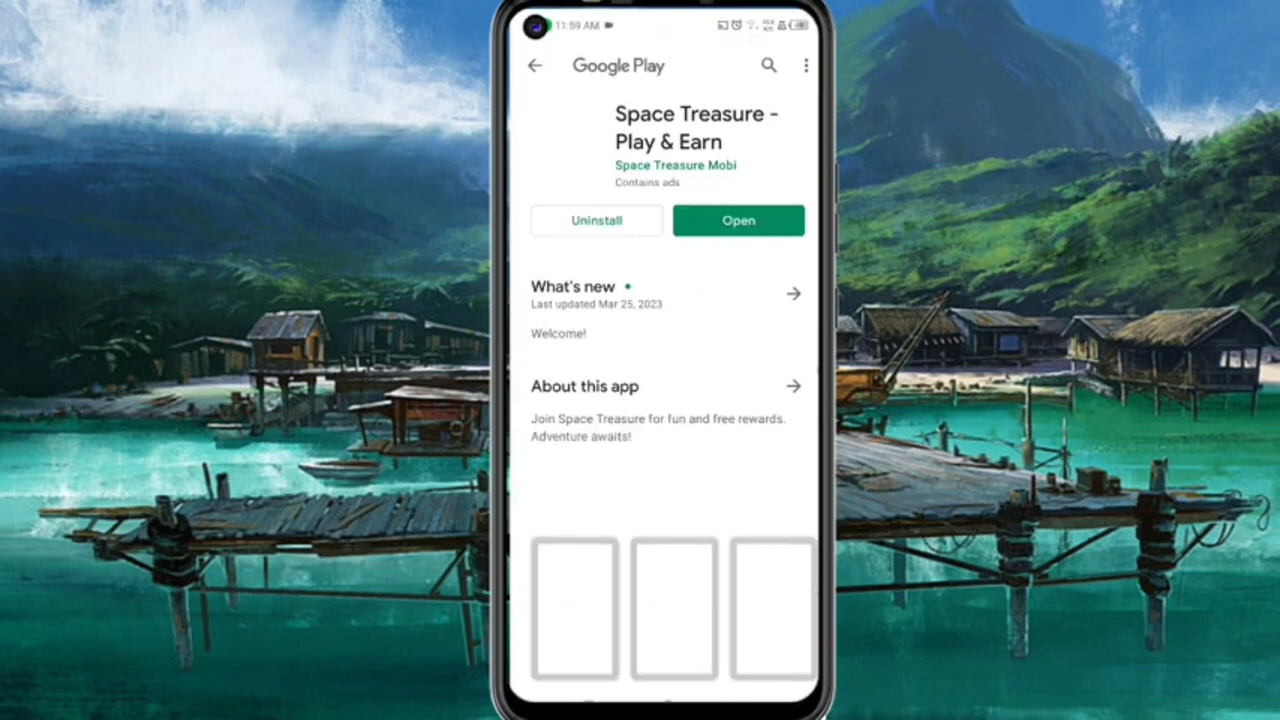 11:59 AM
Google Play
Space Treasure -
Play & Earn
Space Treasure Mobi
Contains ads
Uninstall
Open
What's new
Last updated Mar 25, 2023
Welcome!
About this app
Join Space Treasure for fun and free rewards.
Adventure awaits!